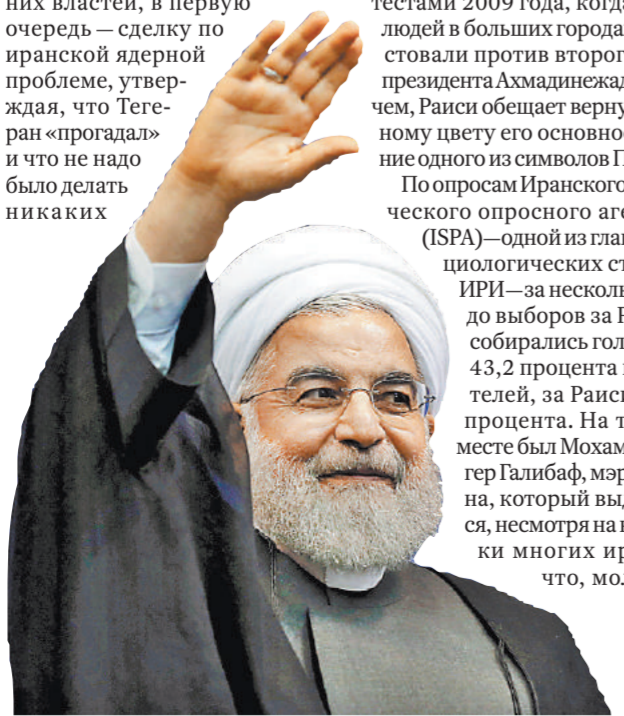 них властей, в первую
очередь — сделку по
иранской ядерной
проблеме, утвер-
ждая, что Теге-
ран «прогадал»
и что не надо
было делать
никаких
тестами 2009 года, когда
людей в больших города
стовали против второг
президента Ахмадинежад
чем, Раиси обещает верну
ному цвету его основно
ние одного из символов П
По опросам Иранского
ческого опросного аге
(ISPA)—одной из глав
циологических ст
ИРИ—за несколь
до выборов за Р
собирались гол
43,2 процента
телей, за Раис
процента. На т
месте был Мохам
гер Галибаф, мэр
на, который выд
ся, несмотря на
ки многих ир
что, мол